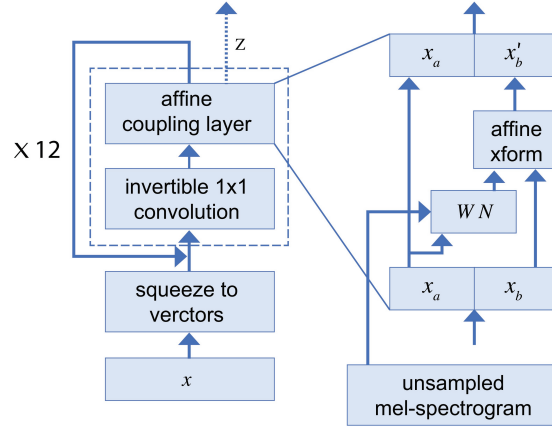 z
x_a
x'_b
affine
coupling layer
affine
xform
X 12
invertible 1x1
convolution
WN
squeeze to
verctors
x_a
x_b
x
unsampled
mel-spectrogram